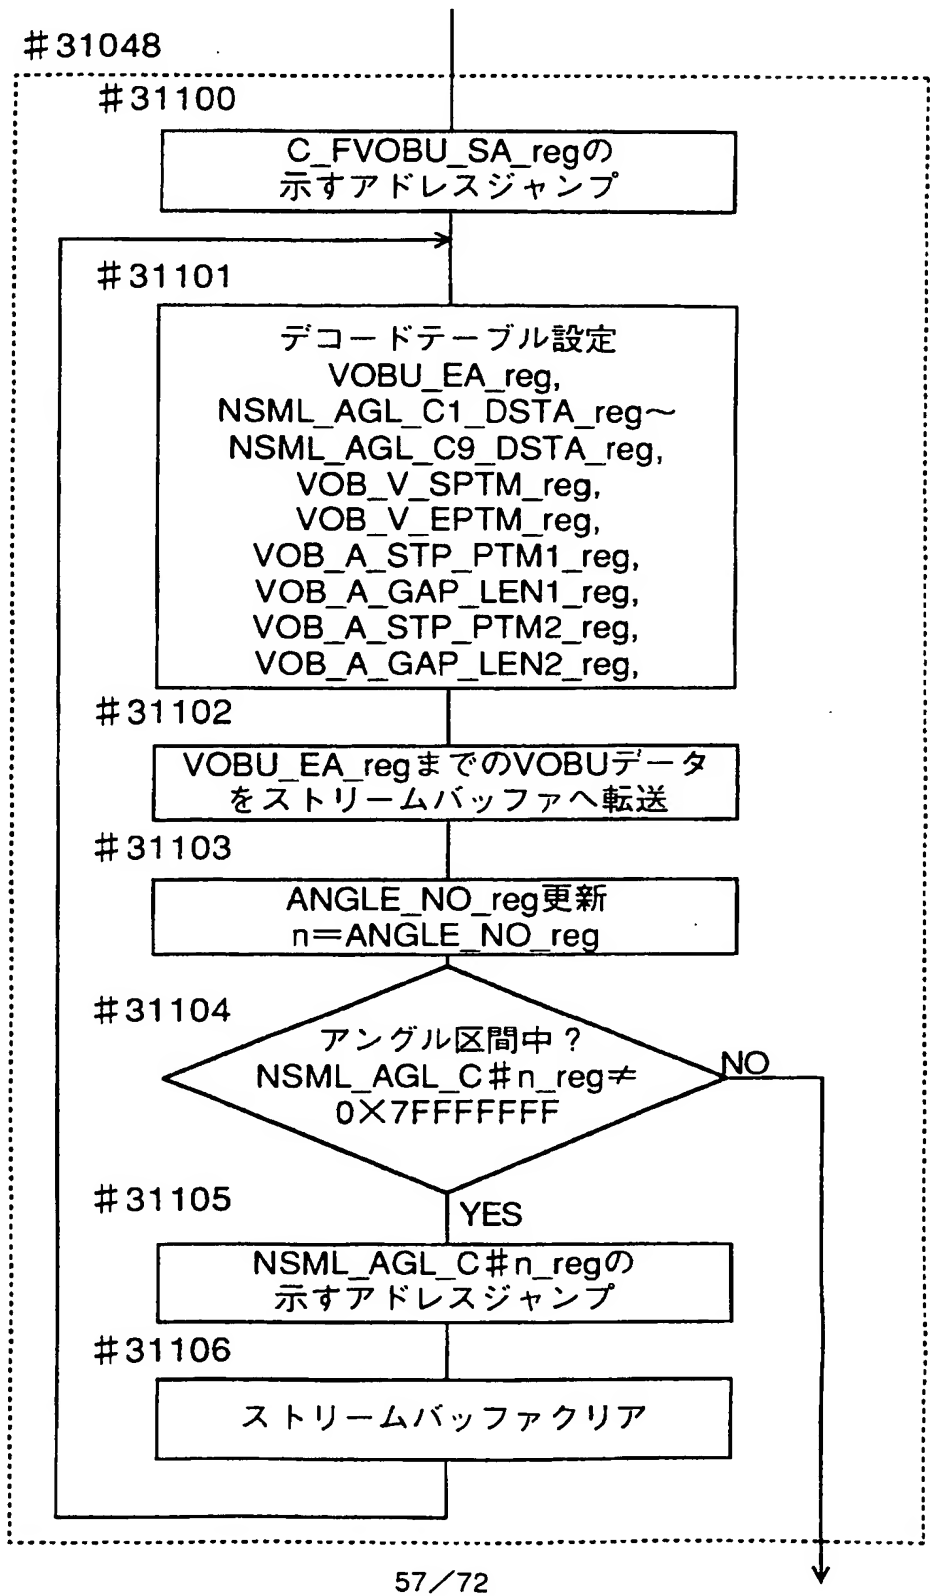 #31048
#31100
C_FVOBU_SA_regの
示すアドレスジャンプ
#31101
デコードテーブル設定
VOBU_EA_reg,
NSML_AGL_C1_DSTA_reg～
NSML_AGL_C9_DSTA_reg,
VOB_V_SPTM_reg,
VOB_V_EPTM_reg,
VOB_A_STP_PTM1_reg,
VOB_A_GAP_LEN1_reg,
VOB_A_STP_PTM2_reg,
VOB_A_GAP_LEN2_reg,
#31102
VOBU_EA_regまでのVOBUデータ
をストリームバッファへ転送
#31103
ANGLE_NO_reg更新
n＝ANGLE_NO_reg
#31104
アングル区間中？
NSML_AGL_C#n_reg≠
0×7FFFFFFF
NO
#31105
YES
NSML_AGL_C#n_regの
示すアドレスジャンプ
#31106
ストリームバッファクリア
57／72